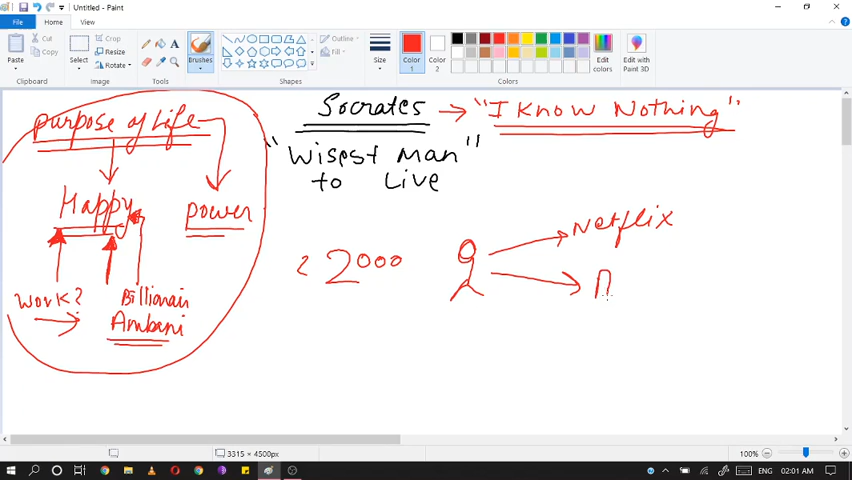 Untitled - Paint
File
Home
View
Paste
Cut
Copy
Clipboard
Select
Crop
Resize
Rotate
Image
Tools
Brushes
Shapes
Outline
Fill
Size
Color 1
Color 2
Colors
Edit colors
Edit with Paint 3D
Purpose of Life
Happy
power
Work?
Billionair
Ambani
Socrates
"I Know Nothing"
"Wisest Man"
to Live
2000
Netflix
3315 × 4500px
100%
ENG
02:01 AM